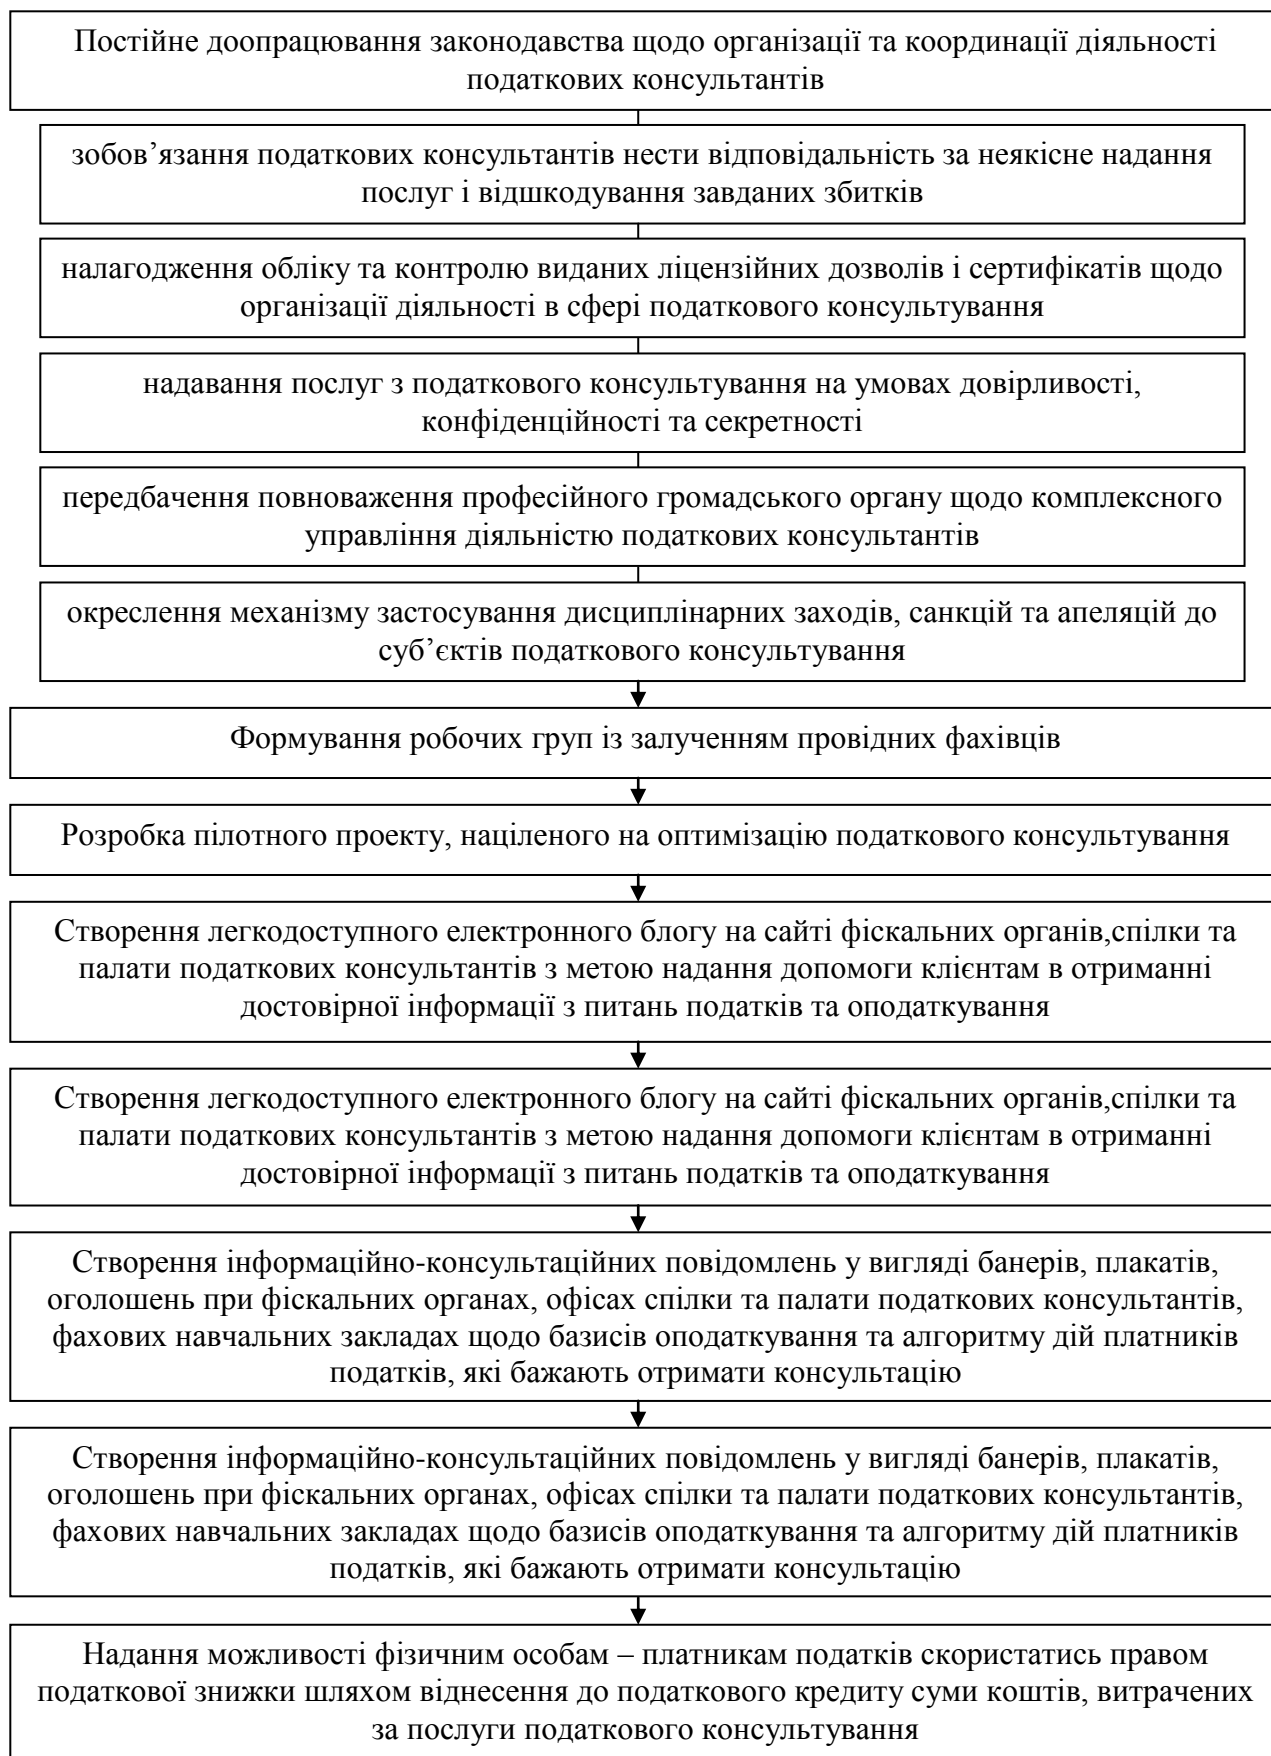 Постійне доопрацювання законодавства щодо організації та координації діяльності
податкових консультантів
зобов’язання податкових консультантів нести відповідальність за неякісне надання
послуг і відшкодування завданих збитків
налагодження обліку та контролю виданих ліцензійних дозволів і сертифікатів щодо
організації діяльності в сфері податкового консультування
надавання послуг з податкового консультування на умовах довірливості,
конфіденційності та секретності
передбачення повноваження професійного громадського органу щодо комплексного
управління діяльністю податкових консультантів
окреслення механізму застосування дисциплінарних заходів, санкцій та апеляцій до
суб’єктів податкового консультування
Формування робочих груп із залученням провідних фахівців
Розробка пілотного проекту, націленого на оптимізацію податкового консультування
Створення легкодоступного електронного блогу на сайті фіскальних органів,спілки та
палати податкових консультантів з метою надання допомоги клієнтам в отриманні
достовірної інформації з питань податків та оподаткування
Створення легкодоступного електронного блогу на сайті фіскальних органів,спілки та
палати податкових консультантів з метою надання допомоги клієнтам в отриманні
достовірної інформації з питань податків та оподаткування
Створення інформаційно-консультаційних повідомлень у вигляді банерів, плакатів,
оголошень при фіскальних органах, офісах спілки та палати податкових консультантів,
фахових навчальних закладах щодо базисів оподаткування та алгоритму дій платників
податків, які бажають отримати консультацію
Створення інформаційно-консультаційних повідомлень у вигляді банерів, плакатів,
оголошень при фіскальних органах, офісах спілки та палати податкових консультантів,
фахових навчальних закладах щодо базисів оподаткування та алгоритму дій платників
податків, які бажають отримати консультацію
Надання можливості фізичним особам – платникам податків скористатись правом
податкової знижки шляхом віднесення до податкового кредиту суми коштів, витрачених
за послуги податкового консультування